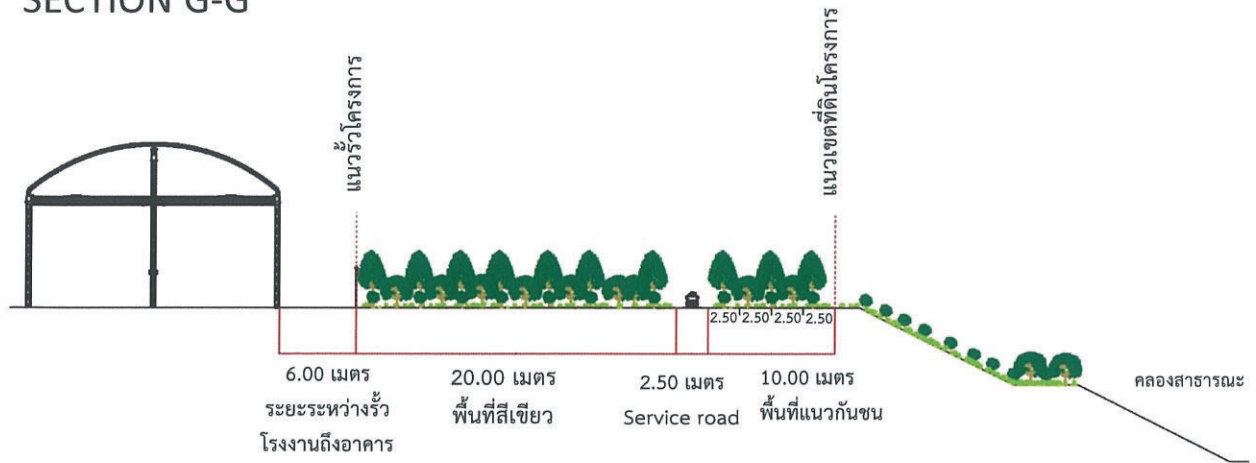 SECTION G-G
แนวรั้วโครงการ
แนวเขตที่ดินโครงการ
2.50 2.50 2.50 2.50
6.00 เมตร
ระยะระหว่างรั้ว
โรงงานถึงอาคาร
20.00 เมตร
พื้นที่สีเขียว
2.50 เมตร
Service road
10.00 เมตร
พื้นที่แนวกันชน
คลองสาธารณะ